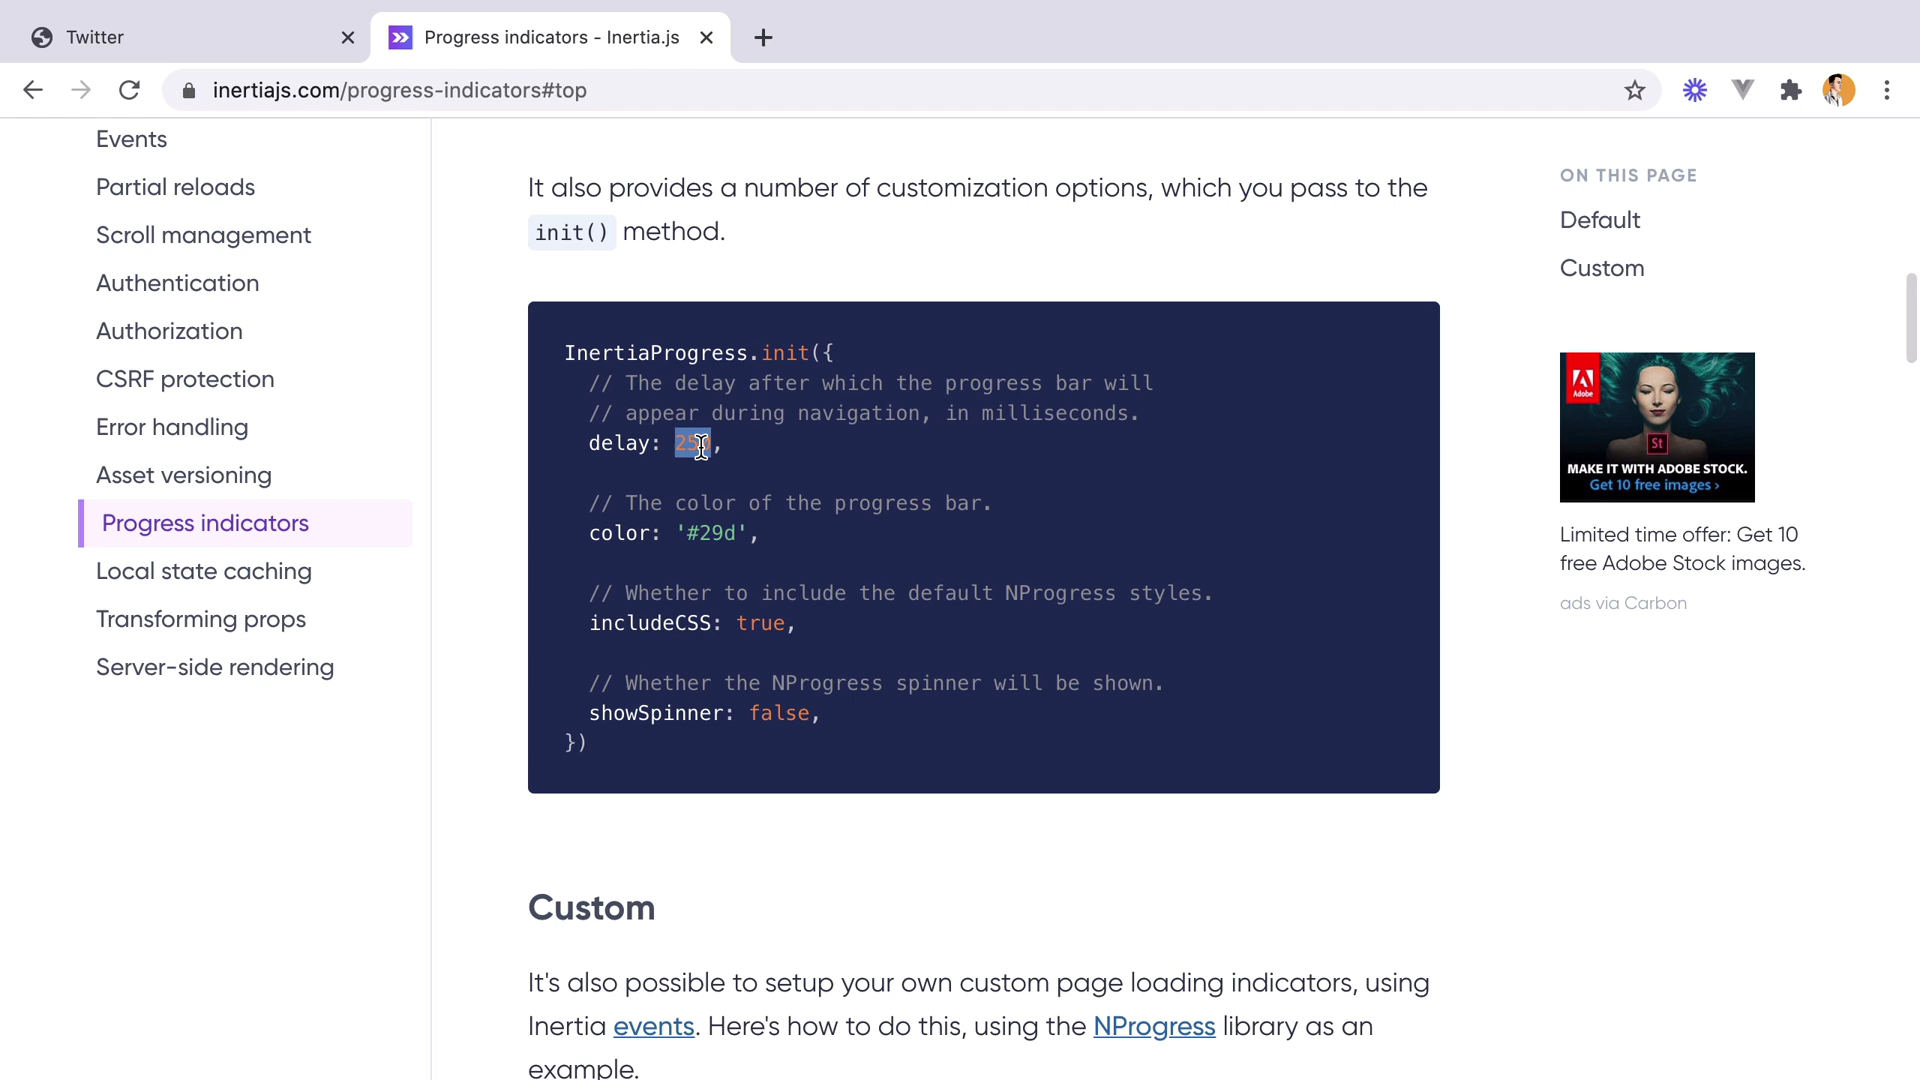 Twitter
Progress indicators - Inertia.js
inertiajs.com/progress-indicators#top
Events
Partial reloads
Scroll management
Authentication
Authorization
CSRF protection
Error handling
Asset versioning
Progress indicators
Local state caching
Transforming props
Server-side rendering
It also provides a number of customization options, which you pass to the
init() method.
InertiaProgress.init({
// The delay after which the progress bar will
// appear during navigation, in milliseconds.
delay: 250,
// The color of the progress bar.
color: '#29d',
// Whether to include the default NProgress styles.
includeCSS: true,
// Whether the NProgress spinner will be shown.
showSpinner: false,
})
Custom
It's also possible to setup your own custom page loading indicators, using
Inertia events. Here's how to do this, using the NProgress library as an
example.
ON THIS PAGE
Default
Custom
Adobe
St
MAKE IT WITH ADOBE STOCK.
Get 10 free images ›
Limited time offer: Get 10
free Adobe Stock images.
ads via Carbon